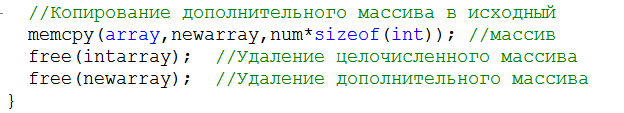 //Копирование дополнительного массива в исходный
memcpy(array,newarray,num*sizeof(int)); //массив
free(intarray);  //Удаление целочисленного массива
free(newarray);  //Удаление дополнительного массива
}